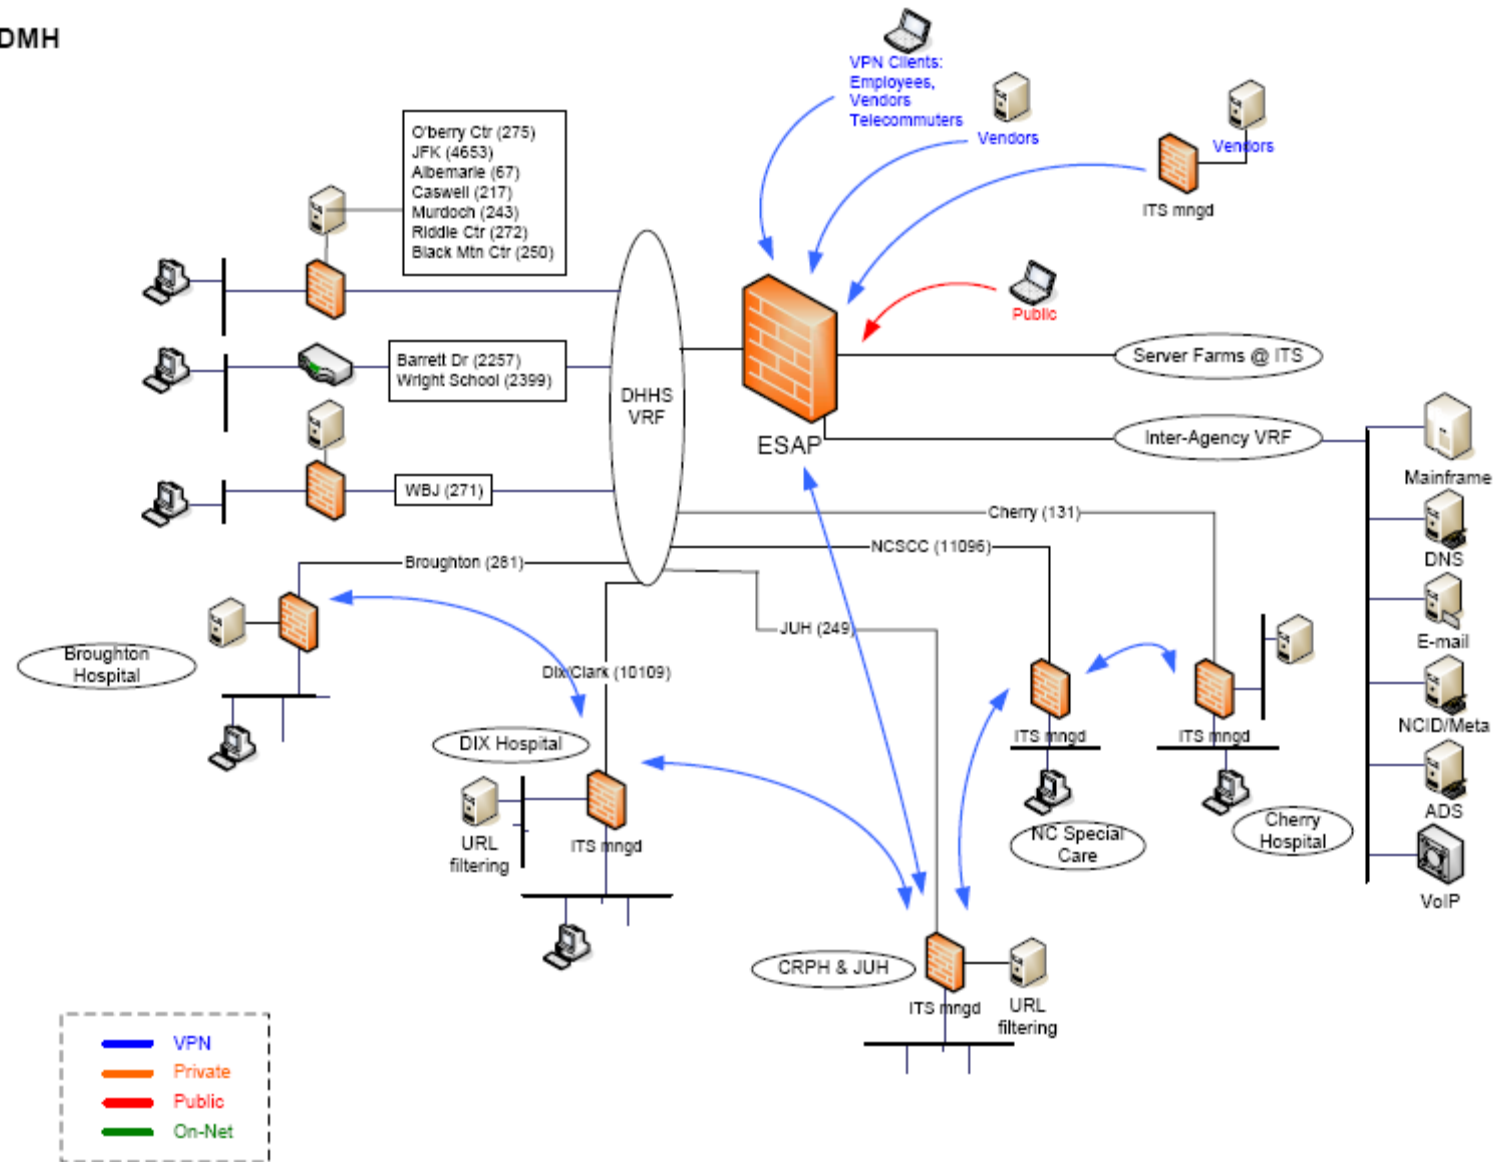 DMH
VPN Clients:
Employees,
Vendors
Telecommuters
Vendors
Vendors
ITS mngd
O'berry Ctr (275)
JFK (4653)
Albemarle (67)
Caswell (217)
Murdoch (243)
Riddle Ctr (272)
Black Mtn Ctr (250)
Public
Barrett Dr (2257)
Wright School (2399)
DHHS
VRF
Server Farms @ ITS
ESAP
Inter-Agency VRF
WBJ (271)
Mainframe
Cherry (131)
NCSCC (11096)
Broughton (281)
DNS
JUH (249)
E-mail
Broughton
Hospital
Dix/Clark (10109)
DIX Hospital
ITS mngd
ITS mngd
NCID/Meta
URL
filtering
ITS mngd
NC Special
Care
Cherry
Hospital
ADS
VoIP
CRPH & JUH
ITS mngd
URL
filtering
VPN
Private
Public
On-Net